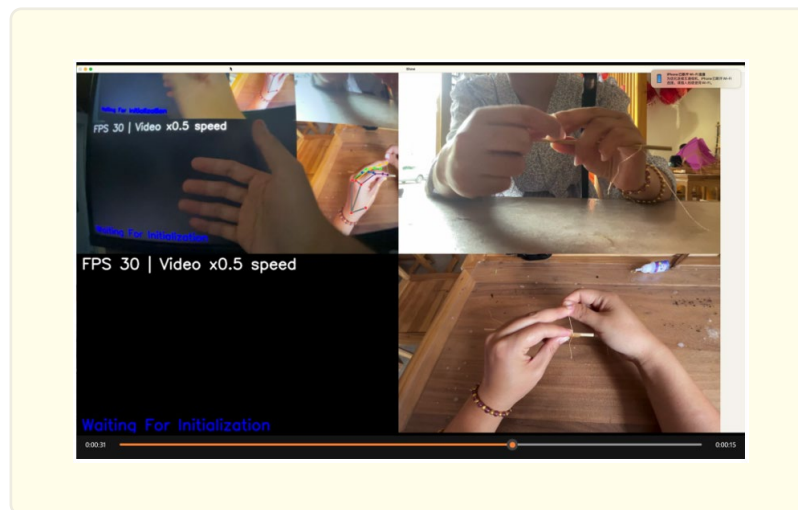 Waiting For Initialization
FPS 30 | Video x0.5 speed
Waiting For Initialization
FPS 30 | Video x0.5 speed
Waiting For Initialization
0:00:31
0:00:15